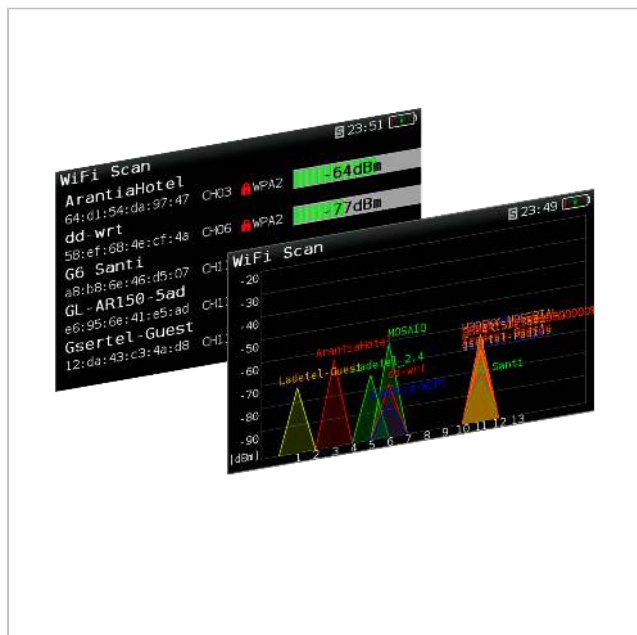 S 23:51
WiFi Scan
ArantiaHotel
64:d1:54:da:97:47 CH03 WPA2 -64dBm
dd-wrt
58:ef:68:4e:cf:4a CH06 WPA2 -77dBm
G6 Santi
a8:b8:6e:46:d5:07
GL-AR150-5ad
e6:95:6e:41:e5:ad
Gsertel-Guest
12:da:43:c3:4a:d8
S 23:49
WiFi Scan
-20
-30
-40
-50
-60
-70
-80
-90
[dBm]
MOSAIQ
ArantiaHotel
Ladetel-Guest
Santi
1 2 3 4 5 6 7 8 9 10 11 12 13